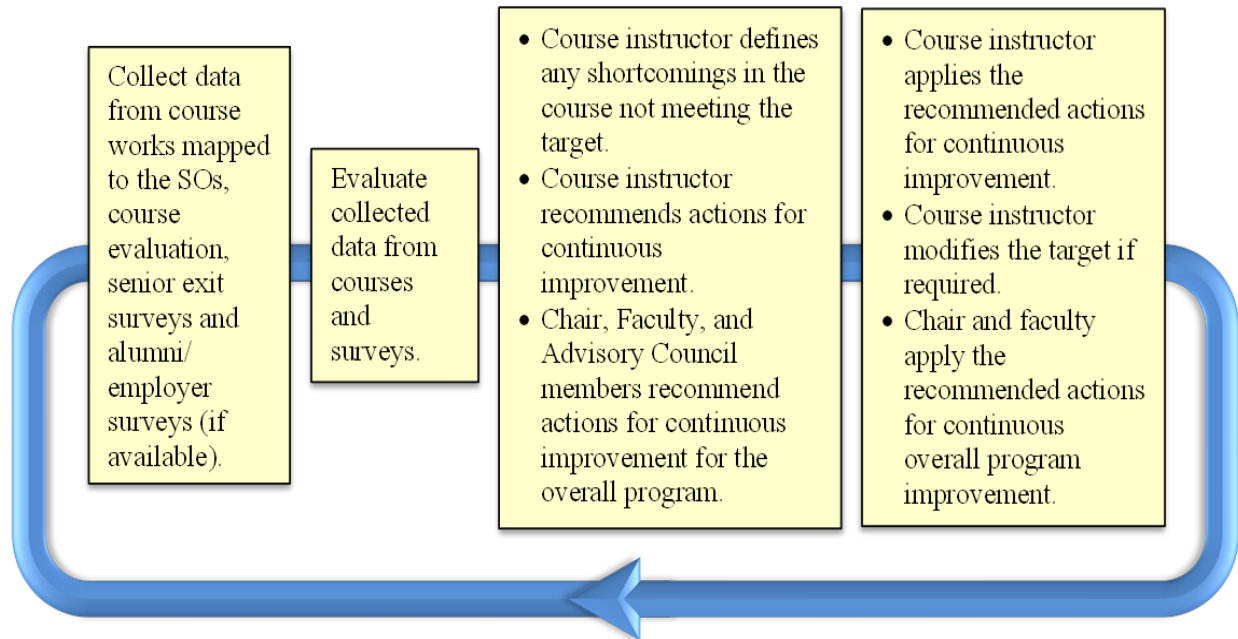 Collect data
from course
works mapped
to the SOs,
course
evaluation,
senior exit
surveys and
alumni/
employer
surveys (if
available).
Evaluate
collected
data from
courses
and
surveys.
• Course instructor defines
any shortcomings in the
course not meeting the
target.
• Course instructor
recommends actions for
continuous
improvement.
• Chair, Faculty, and
Advisory Council
members recommend
actions for continuous
improvement for the
overall program.
• Course instructor
applies the
recommended actions
for continuous
improvement.
• Course instructor
modifies the target if
required.
• Chair and faculty
apply the
recommended actions
for continuous
overall program
improvement.